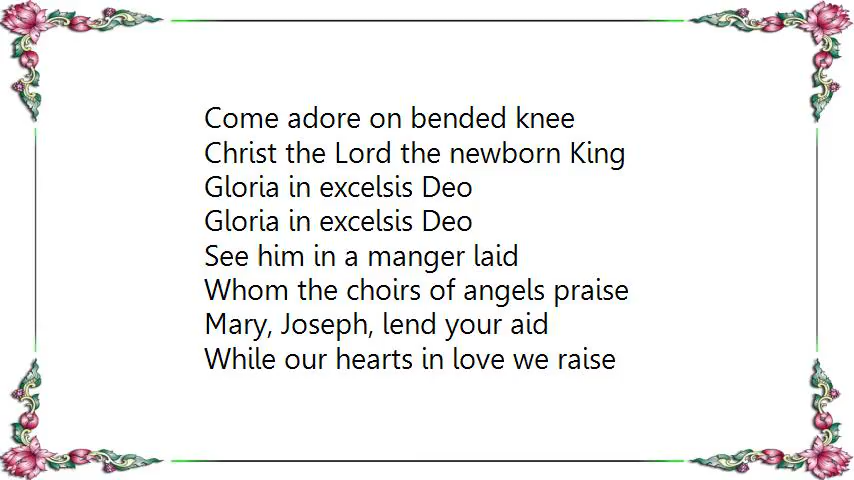 Come adore on bended knee
Christ the Lord the newborn King
Gloria in excelsis Deo
Gloria in excelsis Deo
See him in a manger laid
Whom the choirs of angels praise
Mary, Joseph, lend your aid
While our hearts in love we raise